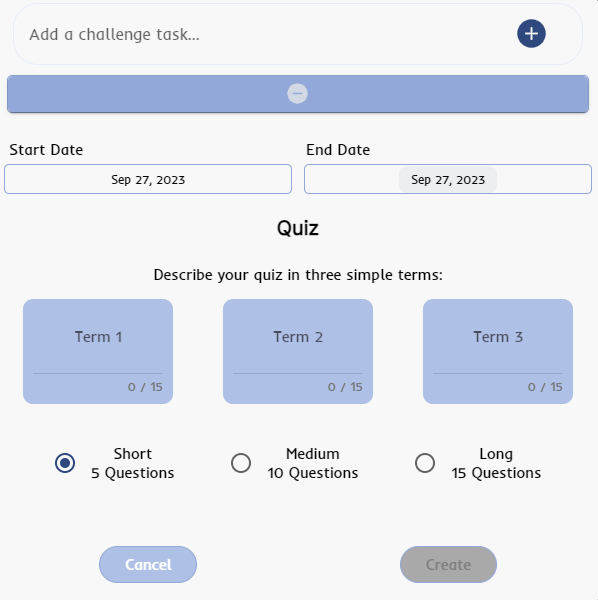 Add a challenge task...
Start Date
End Date
Sep 27, 2023
Sep 27, 2023
Quiz
Describe your quiz in three simple terms:
Term 1
Term 2
Term 3
0 / 15
0 / 15
0 / 15
Short
5 Questions
Medium
10 Questions
Long
15 Questions
Cancel
Create